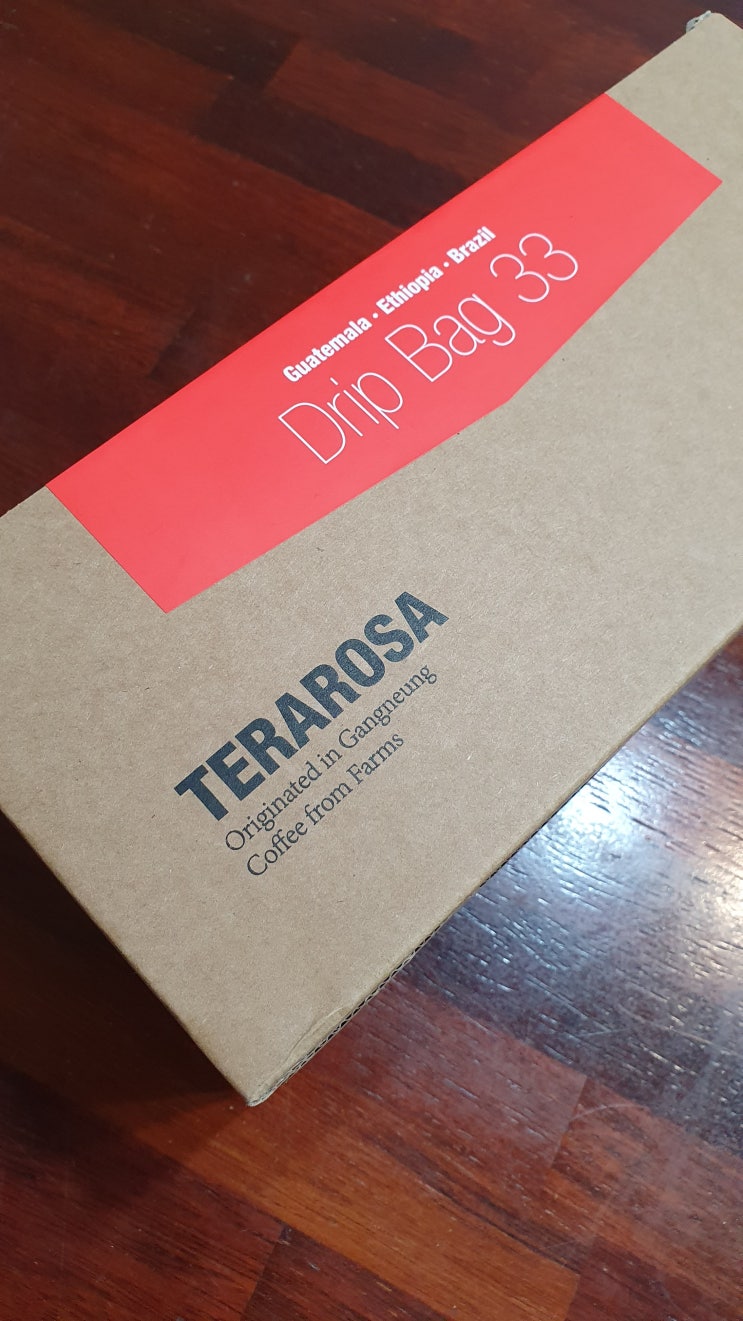 Guatemala · Ethiopia · Brazil
Drip Bag 33
TERAROSA
Originated in Gangneung
Coffee from Farms